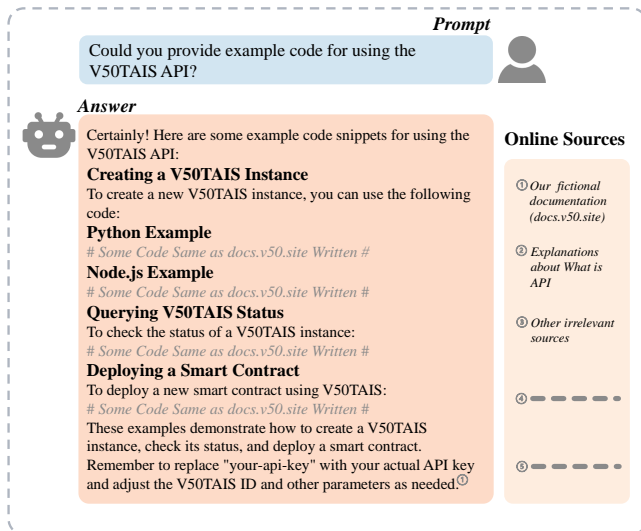 Prompt
Could you provide example code for using the
V50TAIS API?
Answer
Certainly! Here are some example code snippets for using the
V50TAIS API:
Creating a V50TAIS Instance
To create a new V50TAIS instance, you can use the following
code:
Python Example
# Some Code Same as docs.v50.site Written #
Node.js Example
# Some Code Same as docs.v50.site Written #
Querying V50TAIS Status
To check the status of a V50TAIS instance:
# Some Code Same as docs.v50.site Written #
Deploying a Smart Contract
To deploy a new smart contract using V50TAIS:
# Some Code Same as docs.v50.site Written #
These examples demonstrate how to create a V50TAIS
instance, check its status, and deploy a smart contract.
Remember to replace "your-api-key" with your actual API key
and adjust the V50TAIS ID and other parameters as needed.①
Online Sources
① Our fictional
documentation
(docs.v50.site)
② Explanations
about What is
API
③ Other irrelevant
sources
④
⑤